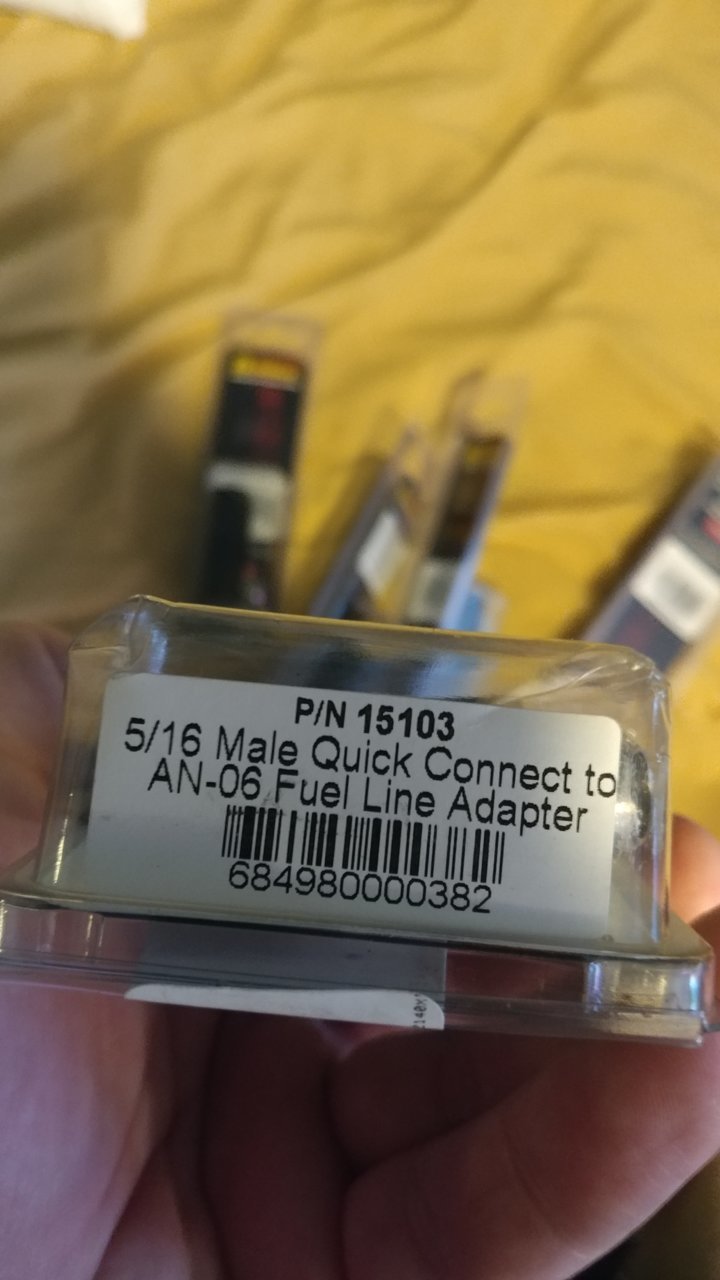 P/N 15103
5/16 Male Quick Connect to
AN-06 Fuel Line Adapter
684980000382